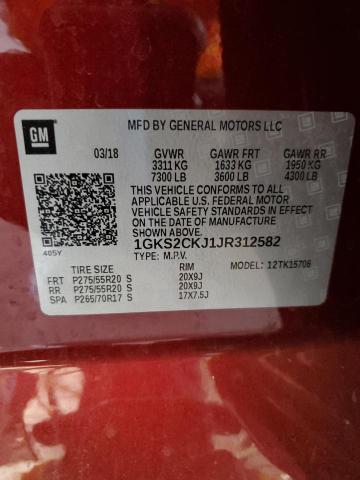 GM
MFD BY GENERAL MOTORS LLC
03/18 GVWR GAWR FRT GAWR RR
3311 KG 1633 KG 1950 KG
7300 LB 3600 LB 4300 LB
THIS VEHICLE CONFORMS TO ALL APPLICABLE
U.S. FEDERAL MOTOR VEHICLE SAFETY AND
THEFT PREVENTION STANDARDS IN EFFECT
ON THE DATE OF MANUFACTURE
SHOWN ABOVE.
1GKS2CKJ1JR312582
405Y TYPE: M.P.V. MODEL: 12TK15706
TIRE SIZE RIM
FRT P275/55R20 S 20X9J
RR P275/55R20 S 20X9J
SPA P265/70R17 S 17X7.5J